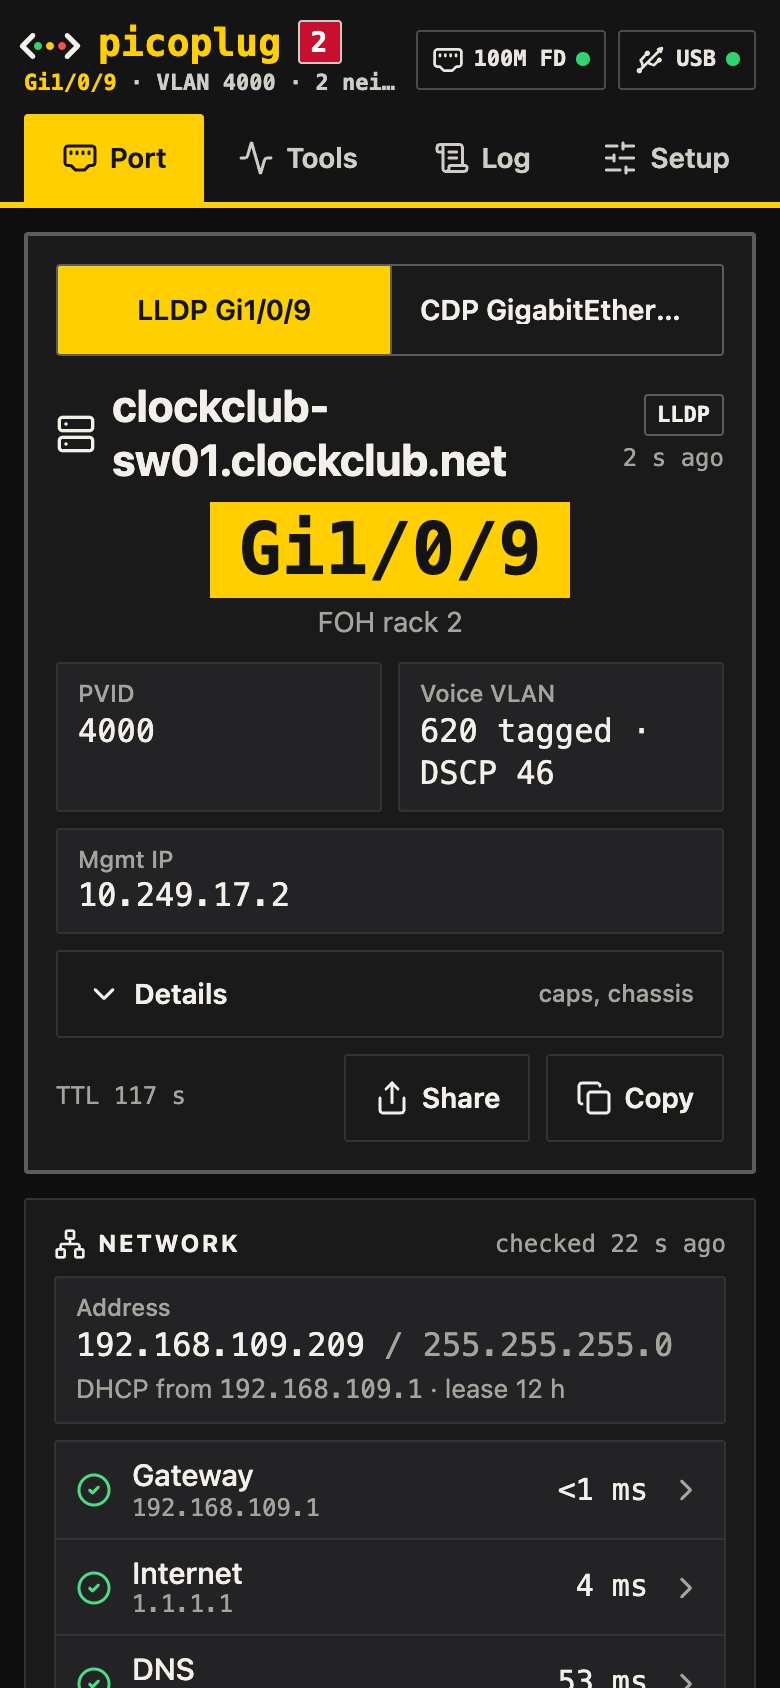 picoplug 2
Gi1/0/9 · VLAN 4000 · 2 nei…
100M FD
USB
Port
Tools
Log
Setup
LLDP Gi1/0/9
CDP GigabitEther…
clockclub-
sw01.clockclub.net
LLDP
2 s ago
Gi1/0/9
FOH rack 2
PVID
4000
Voice VLAN
620 tagged ·
DSCP 46
Mgmt IP
10.249.17.2
Details
caps, chassis
TTL 117 s
Share
Copy
NETWORK
checked 22 s ago
Address
192.168.109.209 / 255.255.255.0
DHCP from 192.168.109.1 · lease 12 h
Gateway
192.168.109.1
<1 ms
Internet
1.1.1.1
4 ms
DNS
53 ms